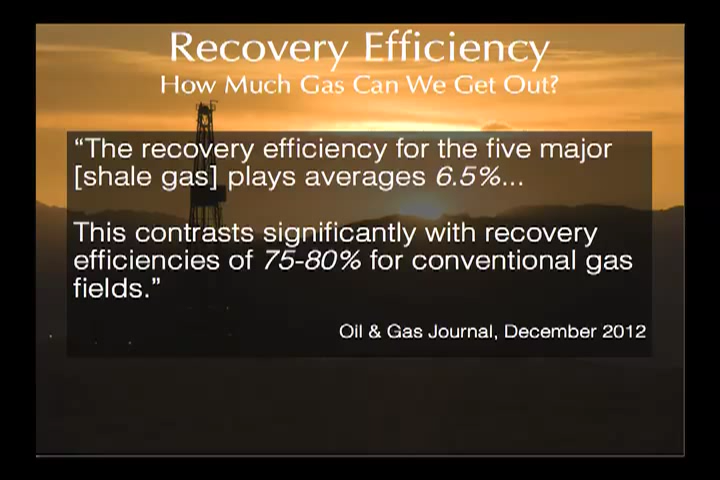 Recovery Efficiency
How Much Gas Can We Get Out?
“The recovery efficiency for the five major
[shale gas] plays averages 6.5%...
This contrasts significantly with recovery
efficiencies of 75-80% for conventional gas
fields.”
Oil & Gas Journal, December 2012